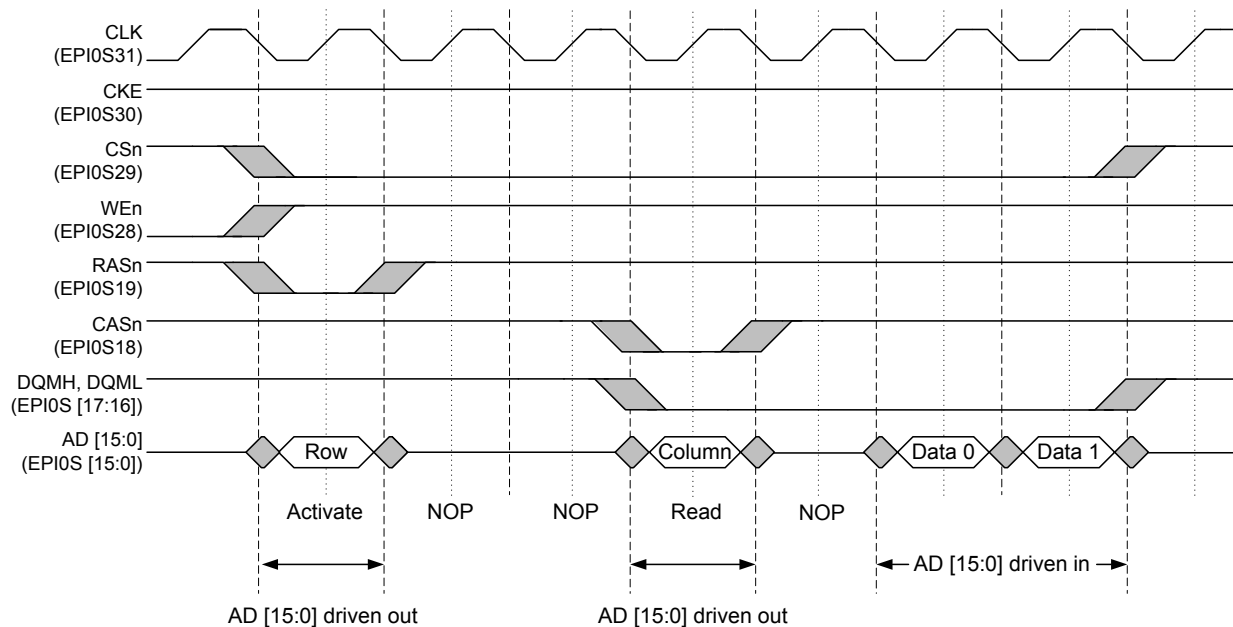 CLK
(EPI0S31)
CKE
(EPI0S30)
CSn
(EPI0S29)
WEn
(EPI0S28)
RASn
(EPI0S19)
CASn
(EPI0S18)
DQMH, DQML
(EPI0S [17:16])
AD [15:0]
(EPI0S [15:0])
Row
Column
Data 0
Data 1
Activate
NOP
NOP
Read
NOP
AD [15:0] driven in
AD [15:0] driven out
AD [15:0] driven out